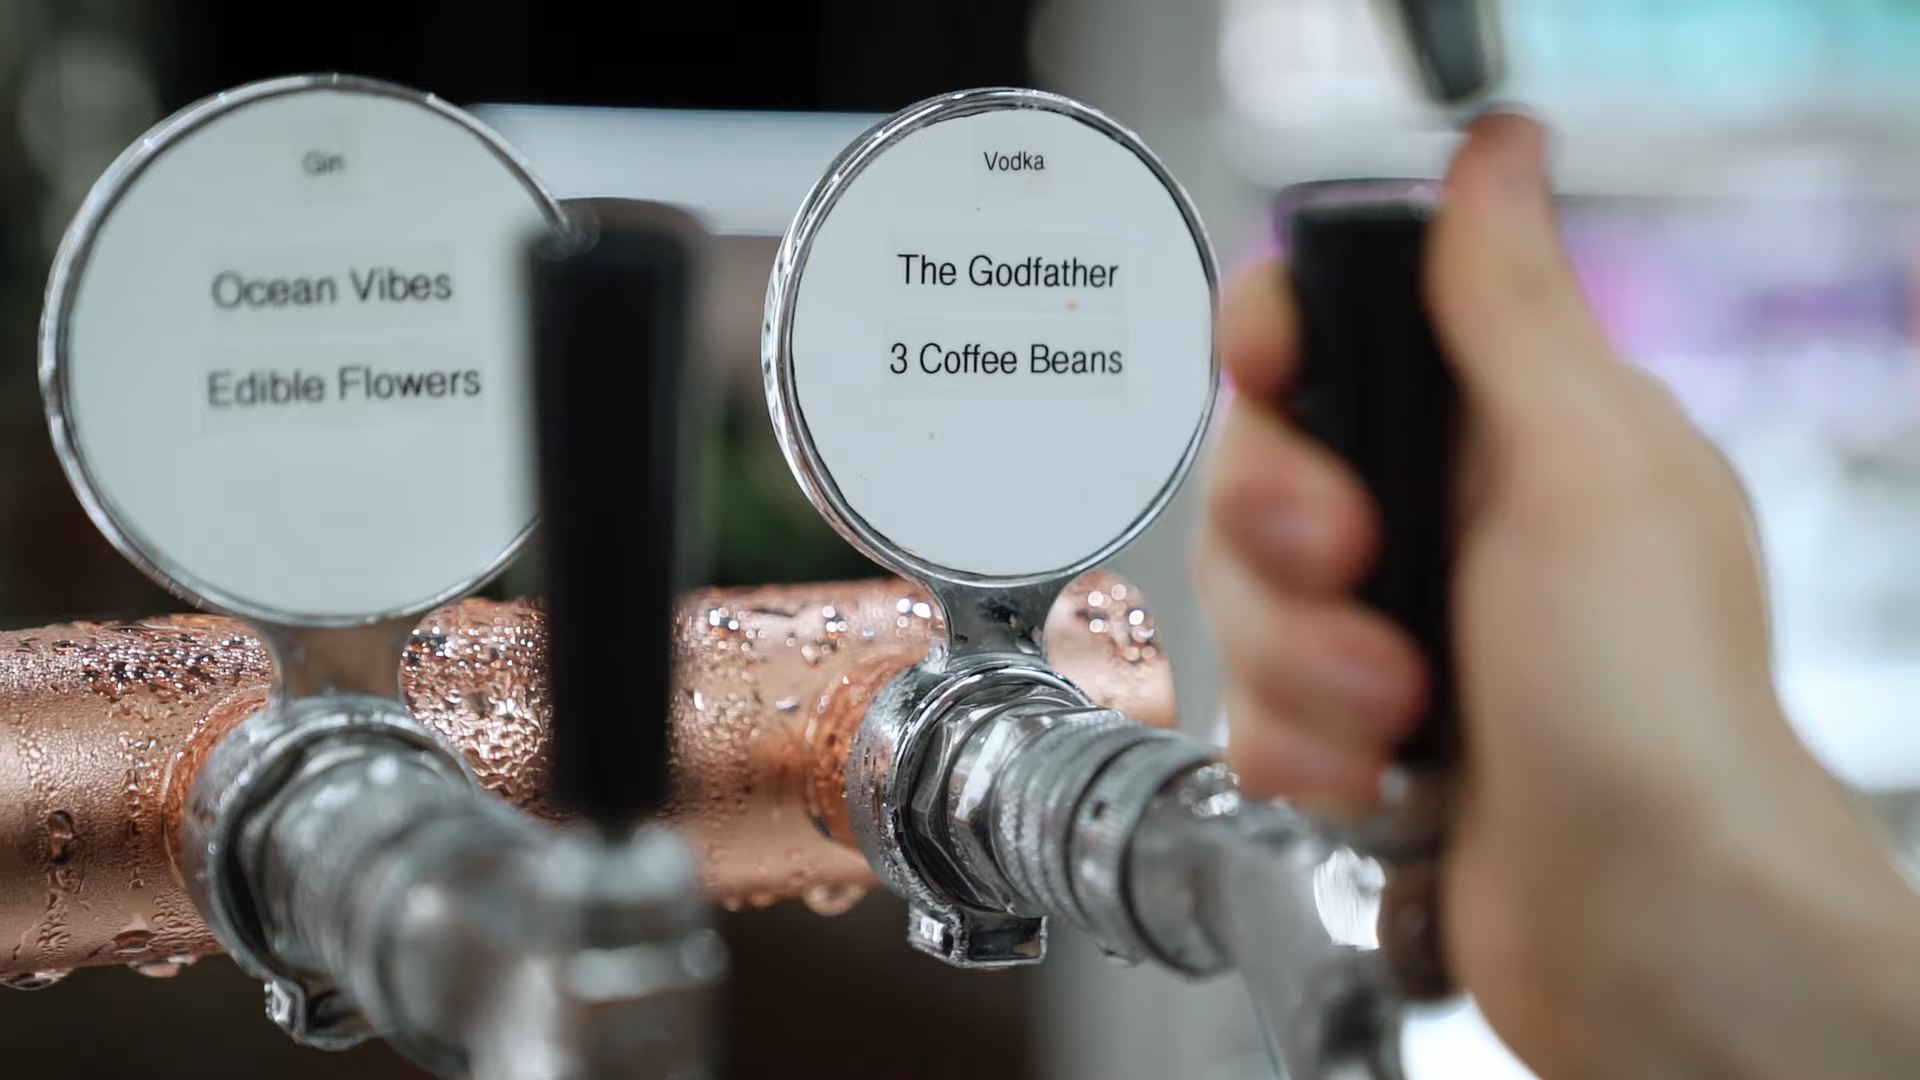 Gin
Ocean Vibes
Edible Flowers
Vodka
The Godfather
3 Coffee Beans